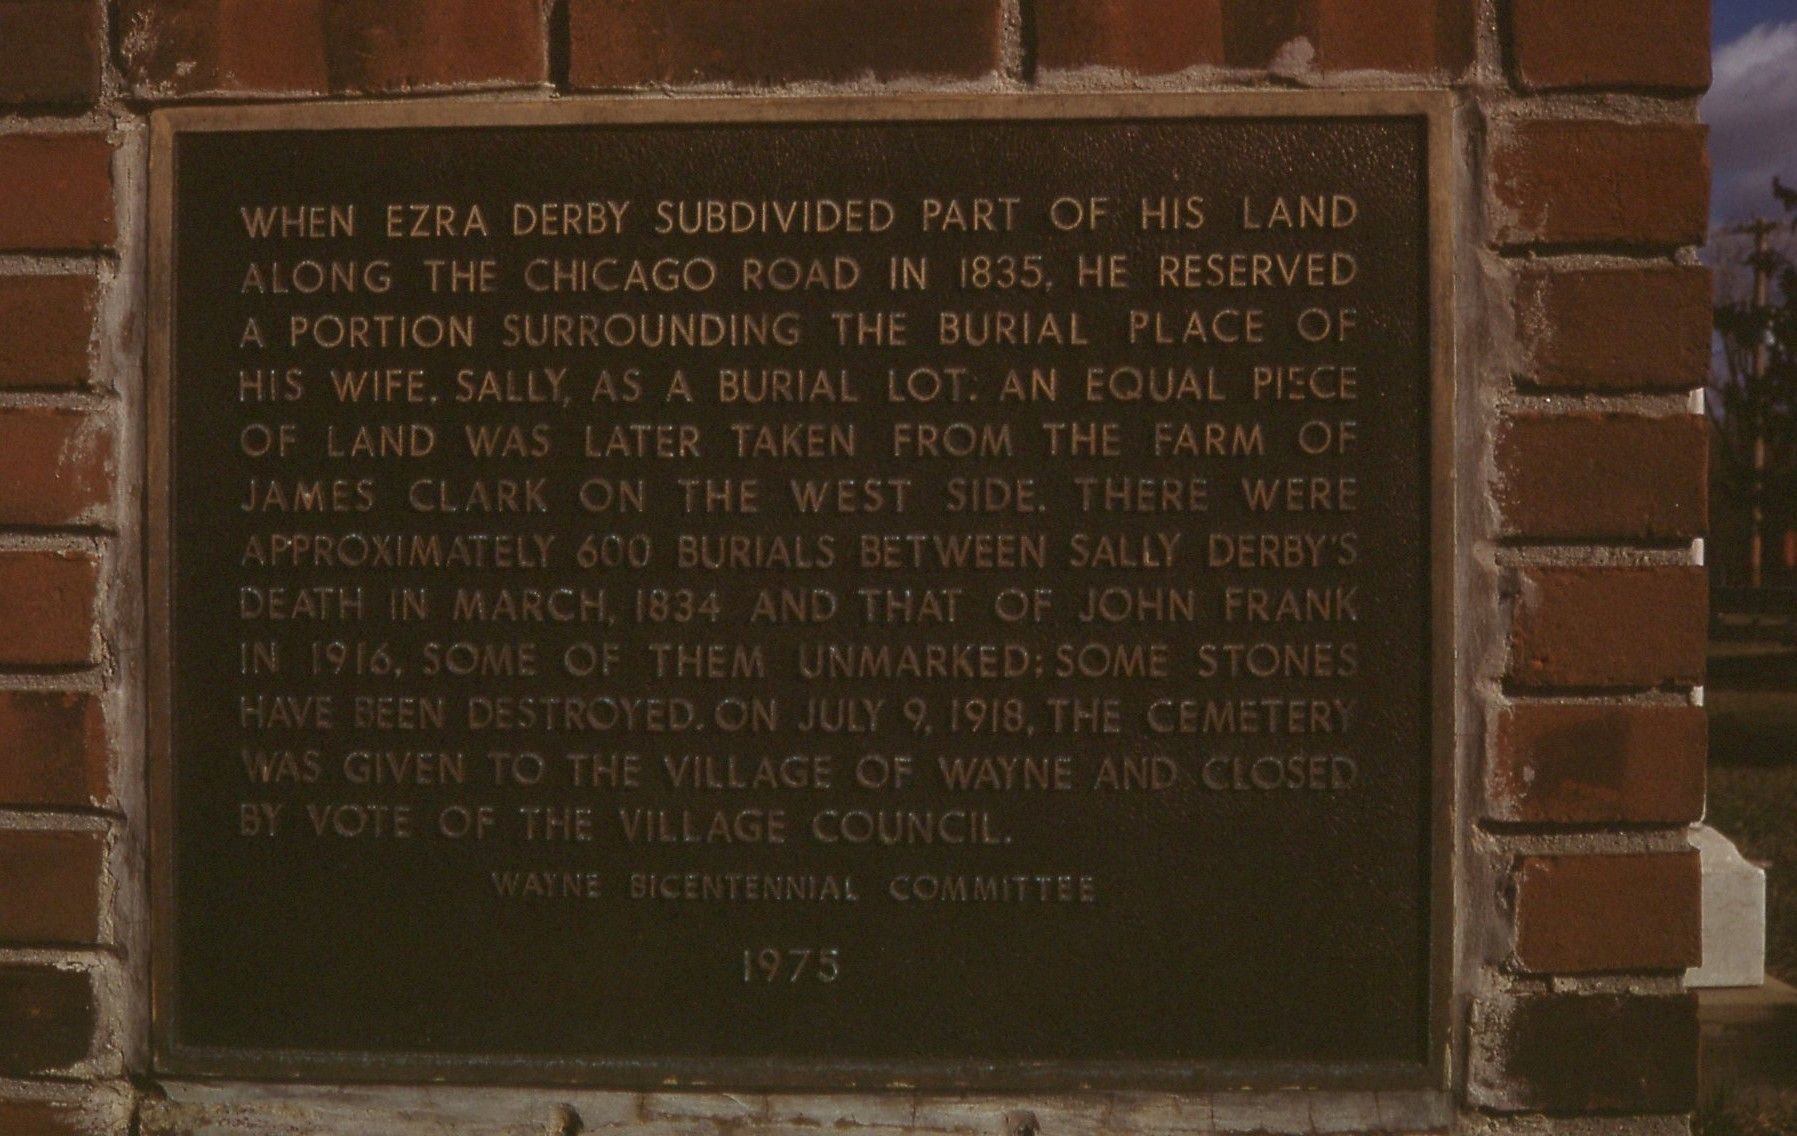 WHEN EZRA DERBY SUBDIVIDED PART OF HIS LAND
ALONG THE CHICAGO ROAD IN 1835, HE RESERVED
A PORTION SURROUNDING THE BURIAL PLACE OF
HIS WIFE, SALLY, AS A BURIAL LOT. AN EQUAL PIECE
OF LAND WAS LATER TAKEN FROM THE FARM OF
JAMES CLARK ON THE WEST SIDE. THERE WERE
APPROXIMATELY 600 BURIALS BETWEEN SALLY DERBY'S
DEATH IN MARCH, 1834 AND THAT OF JOHN FRANK
IN 1916, SOME OF THEM UNMARKED; SOME STONES
HAVE BEEN DESTROYED. ON JULY 9, 1918, THE CEMETERY
WAS GIVEN TO THE VILLAGE OF WAYNE AND CLOSED
BY VOTE OF THE VILLAGE COUNCIL.
WAYNE BICENTENNIAL COMMITTEE
1975